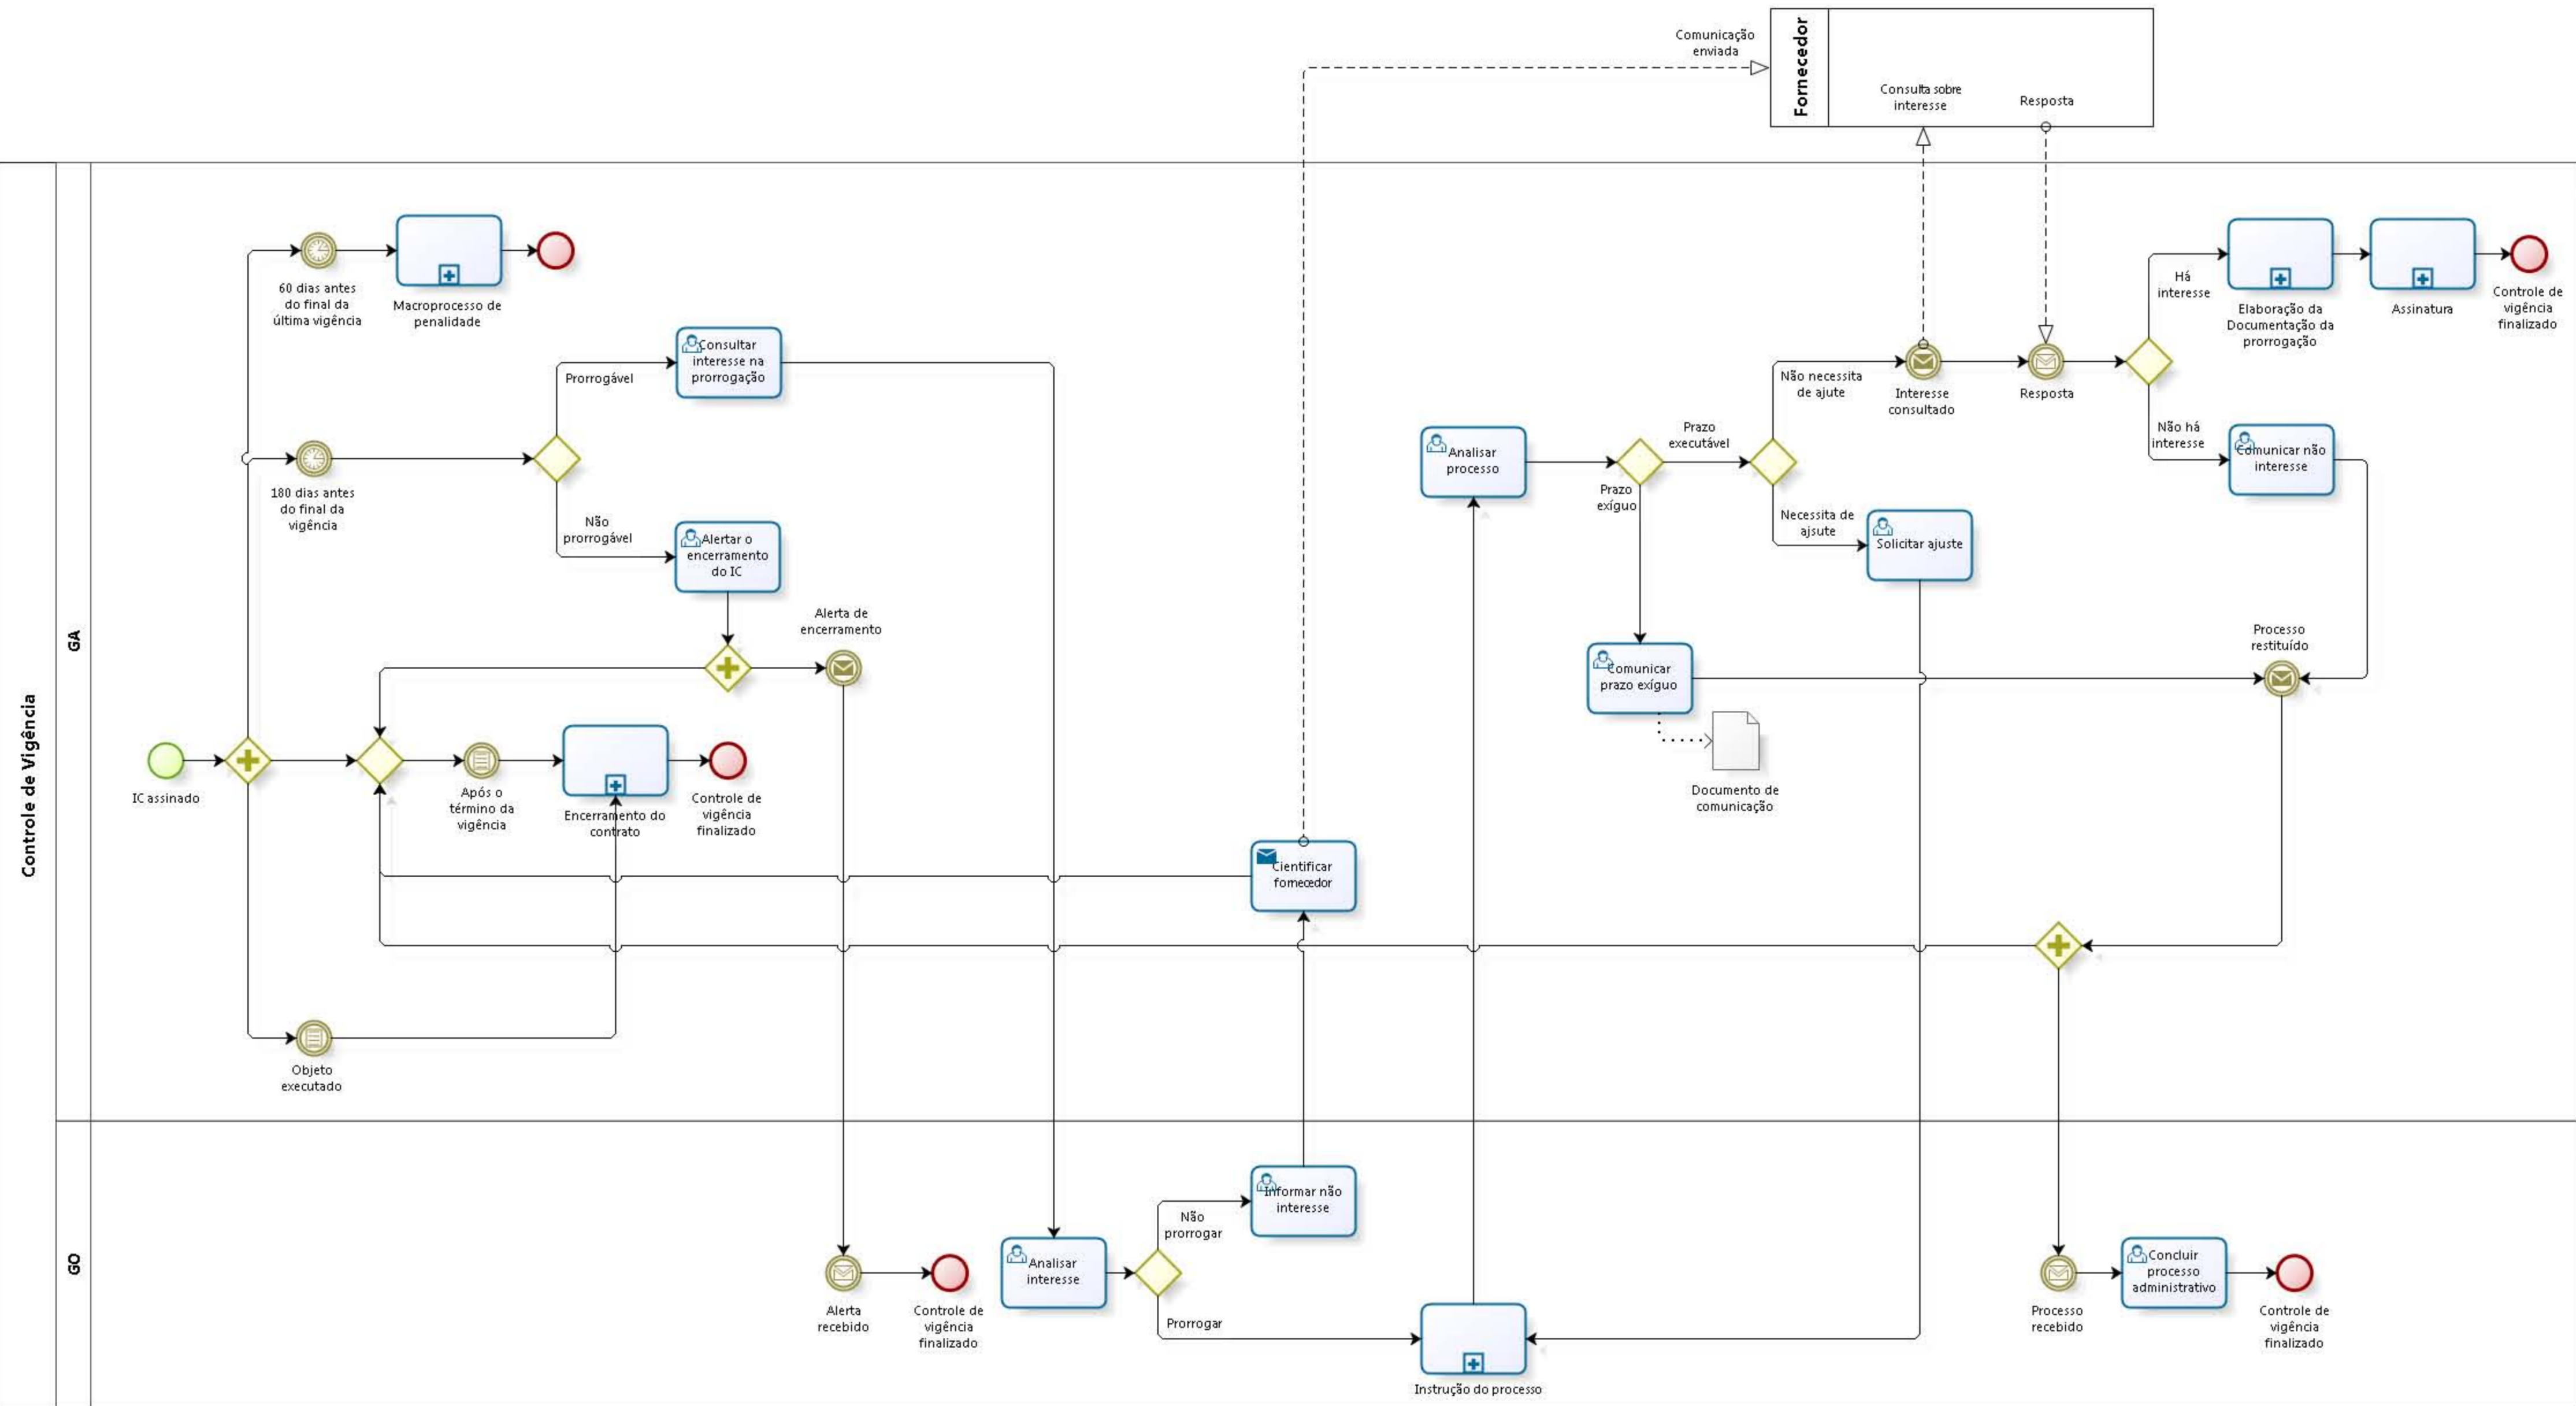 Comunicação
enviada
Fornecedor
Consulta sobre
interesse
Resposta
Controle de Vigência
GA
60 dias antes
do final da
última vigência
Macroprocesso de
penalidade
Prorrogável
Consultar
interesse na
prorrogação
180 dias antes
do final da
vigência
Não
prorrogável
Alertar o
encerramento
do IC
Alerta de
encerramento
IC assinado
Após o
término da
vigência
Encerramento do
contrato
Controle de
vigência
finalizado
Objeto
executado
Cientificar
fornecedor
Analisar
processo
Prazo
executável
Prazo
exíguo
Não necessita
de ajute
Necessita de
ajsute
Solicitar ajuste
Interesse
consultado
Resposta
Há
interesse
Não há
interesse
Elaboração da
Documentação da
prorrogação
Assinatura
Controle de
vigência
finalizado
Comunicar não
interesse
Comunicar
prazo exíguo
Documento de
comunicação
Processo
restituído
GO
Alerta
recebido
Controle de
vigência
finalizado
Analisar
interesse
Não
prorrogar
Prorrogar
Informar não
interesse
Instrução do processo
Processo
recebido
Concluir
processo
administrativo
Controle de
vigência
finalizado